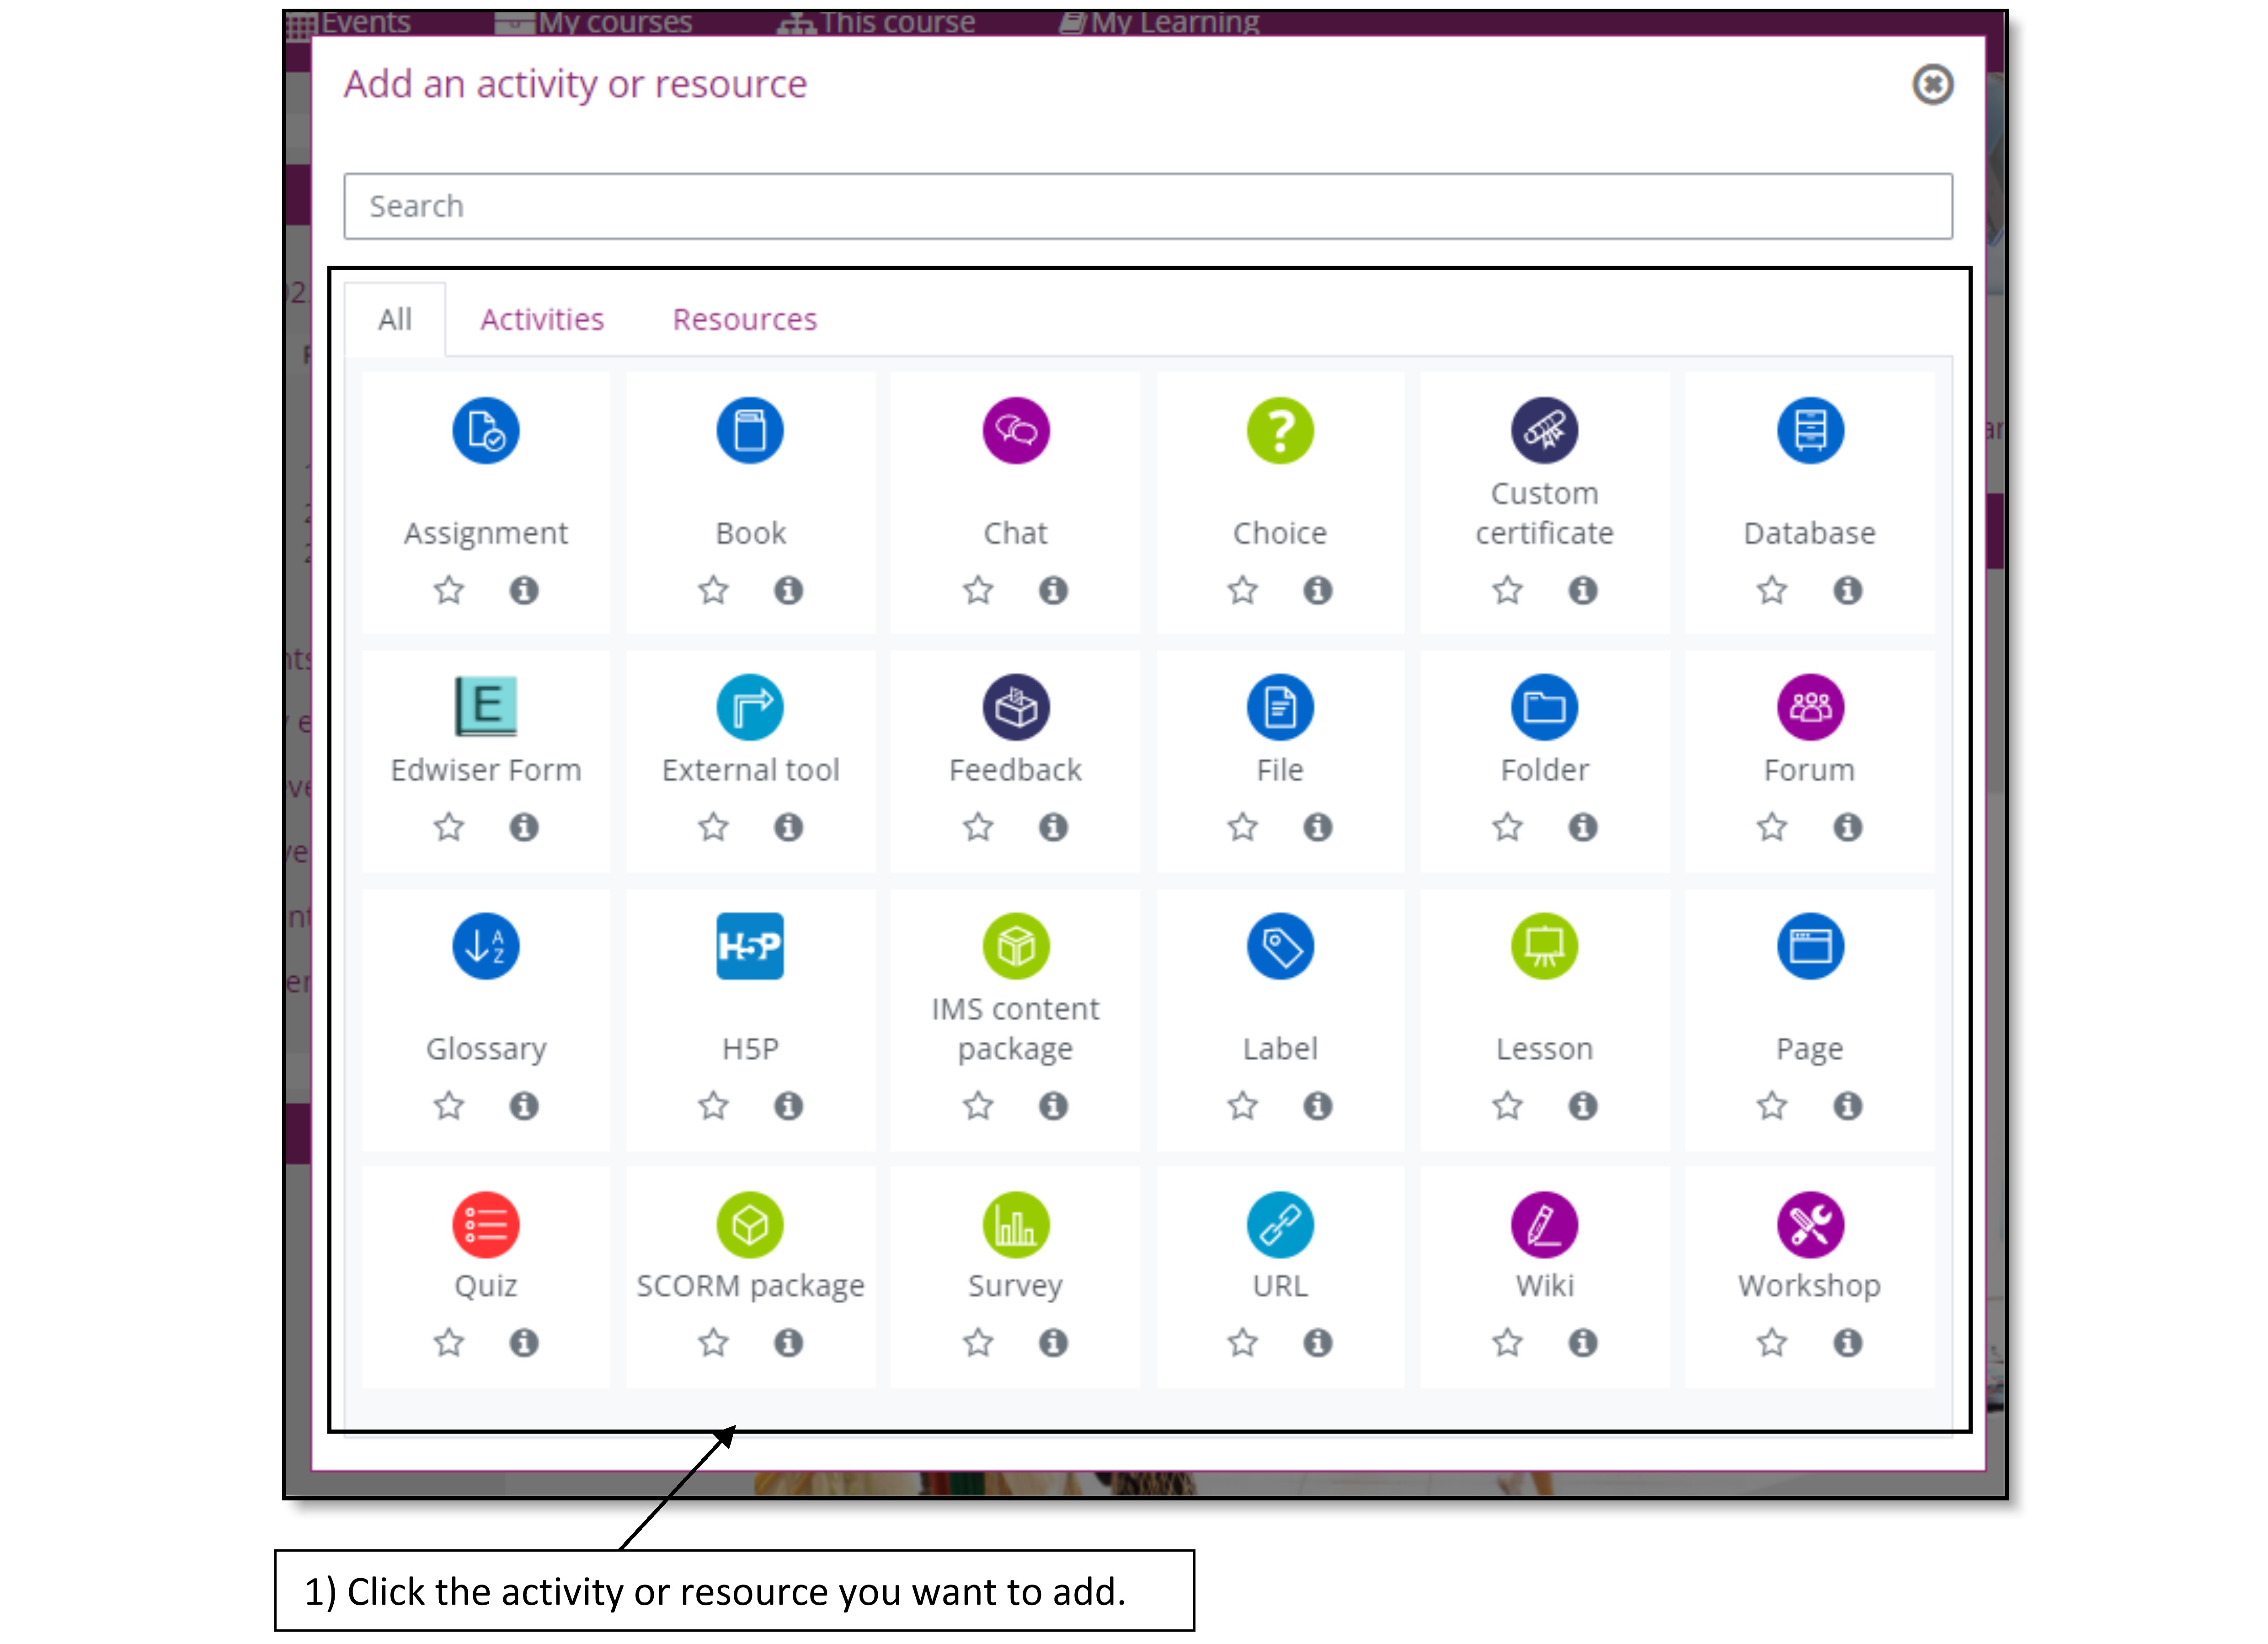 Events My courses This course My Learning
Add an activity or resource
Search
All Activities Resources
Assignment Book Chat Choice Custom certificate Database
E
Edwiser Form External tool Feedback File Folder Forum
A
Z
H5P
Glossary H5P IMS content package Label Lesson Page
Quiz SCORM package Survey URL Wiki Workshop
1) Click the activity or resource you want to add.